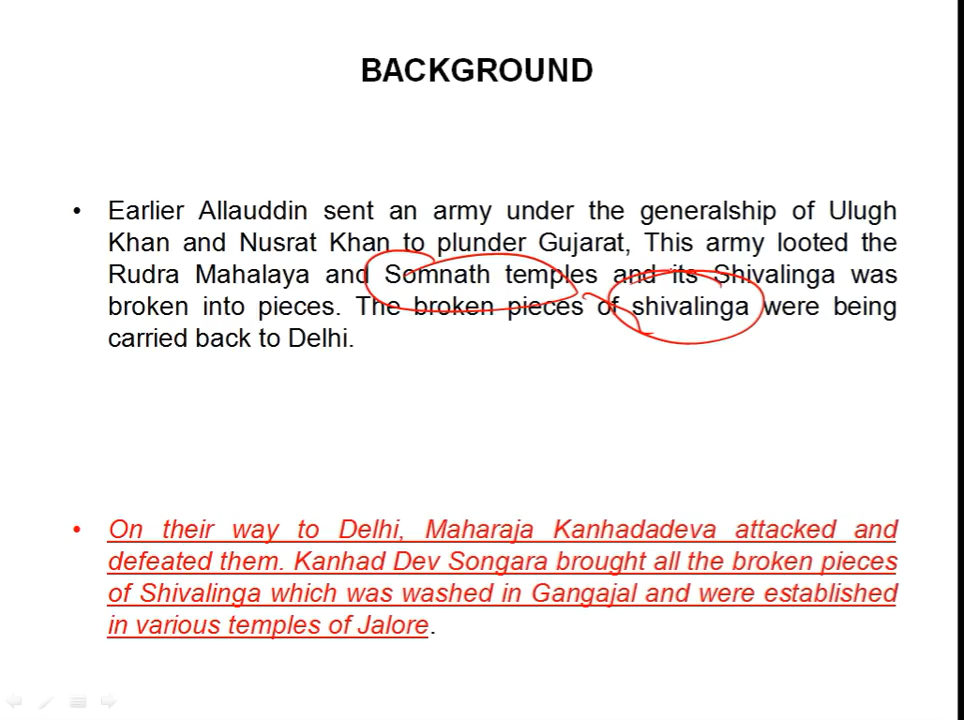 BACKGROUND
• Earlier Allauddin sent an army under the generalship of Ulugh
Khan and Nusrat Khan to plunder Gujarat, This army looted the
Rudra Mahalaya and Somnath temples and its Shivalinga was
broken into pieces. The broken pieces of shivalinga were being
carried back to Delhi.
• On their way to Delhi, Maharaja Kanhadadeva attacked and
defeated them. Kanhad Dev Songara brought all the broken pieces
of Shivalinga which was washed in Gangajal and were established
in various temples of Jalore.